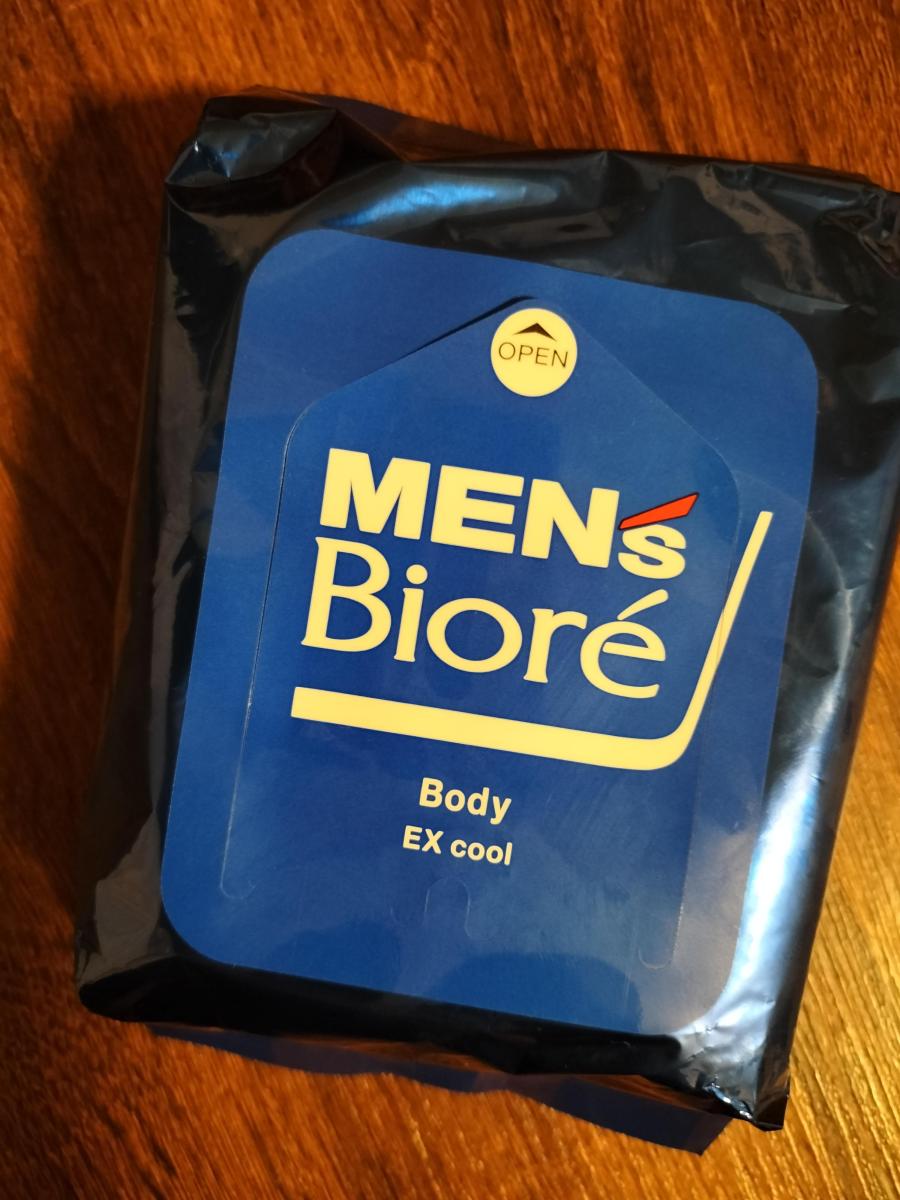 OPEN
MEN's
Bioré
Body
EX cool